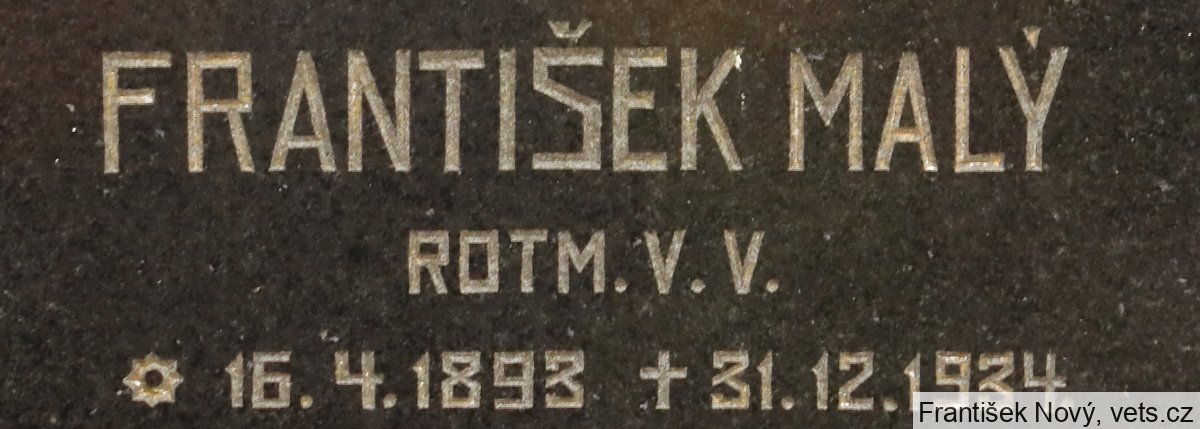 FRANTIŠEK MALÝ
ROTM. V. V.
16. 4. 1893 ✝ 31. 12. 1934.
František Nový, vets.cz